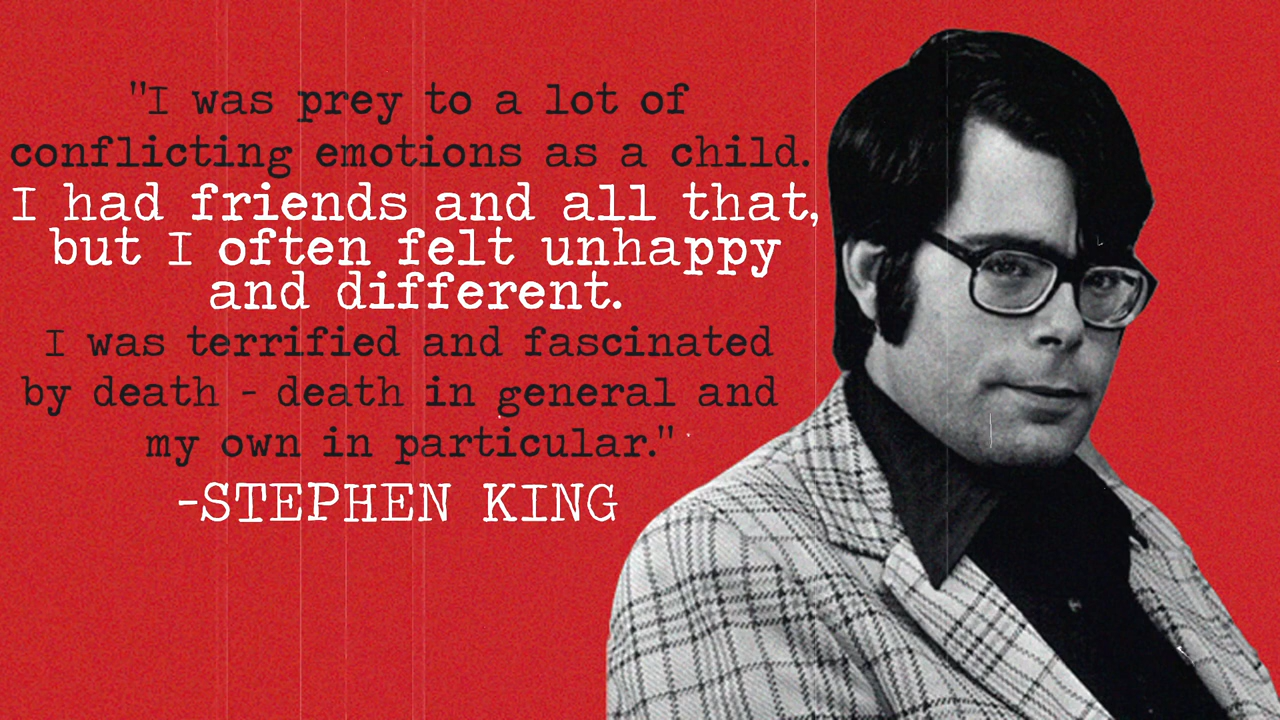 "I was prey to a lot of
conflicting emotions as a child.
I had friends and all that,
but I often felt unhappy
and different.
I was terrified and fascinated
by death - death in general and
my own in particular."
-STEPHEN KING